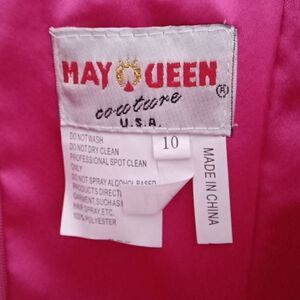 MAY QUEEN
®
couture
U.S.A.
10
DO NOT WASH
DO NOT DRY CLEAN
PROFESSIONAL SPOT CLEAN
ONLY
DO NOT SPRAY ALCOHOL BASED
PRODUCTS DIRECTL
GARMENT, SUCH AS
HAIR SPRAY, ETC.
100% POLYESTER
MADE IN CHINA